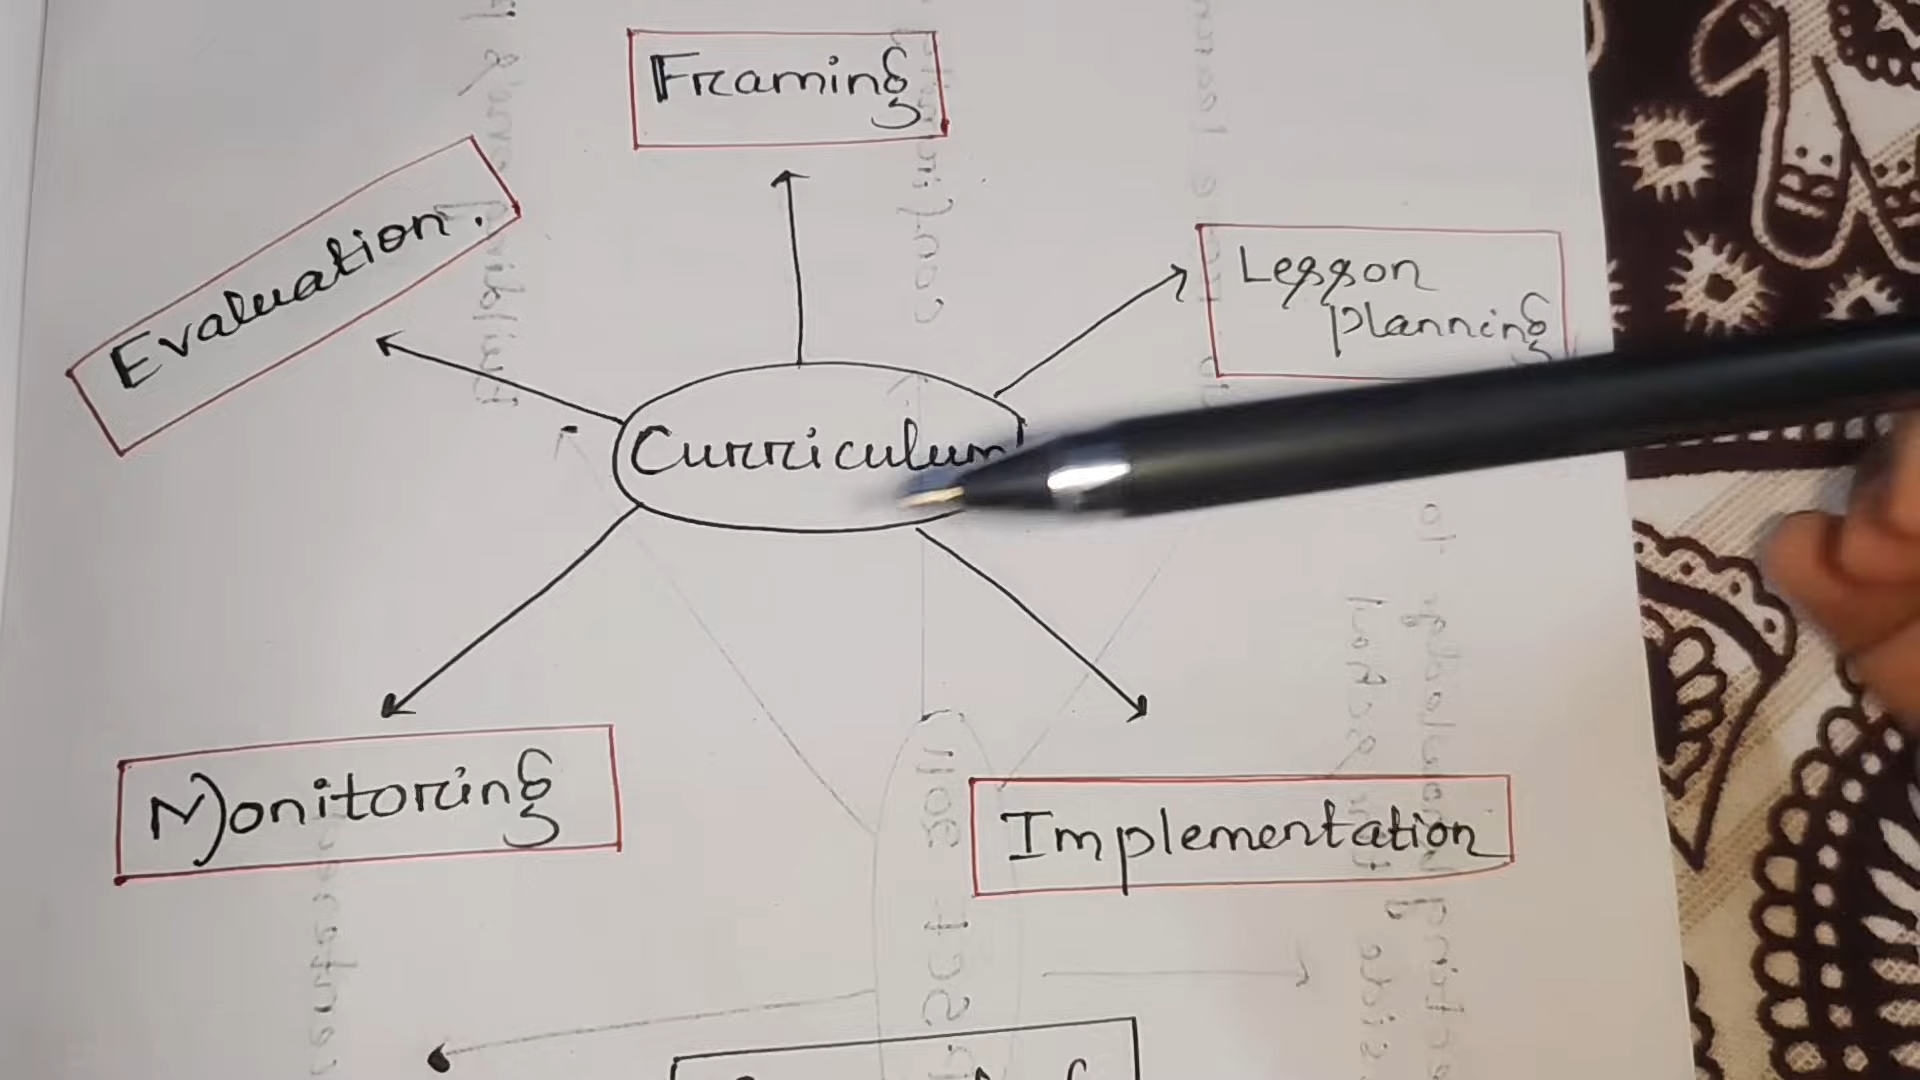 Framing
Evaluation.
Lesson
planning
Curriculum
Monitoring
Implementation